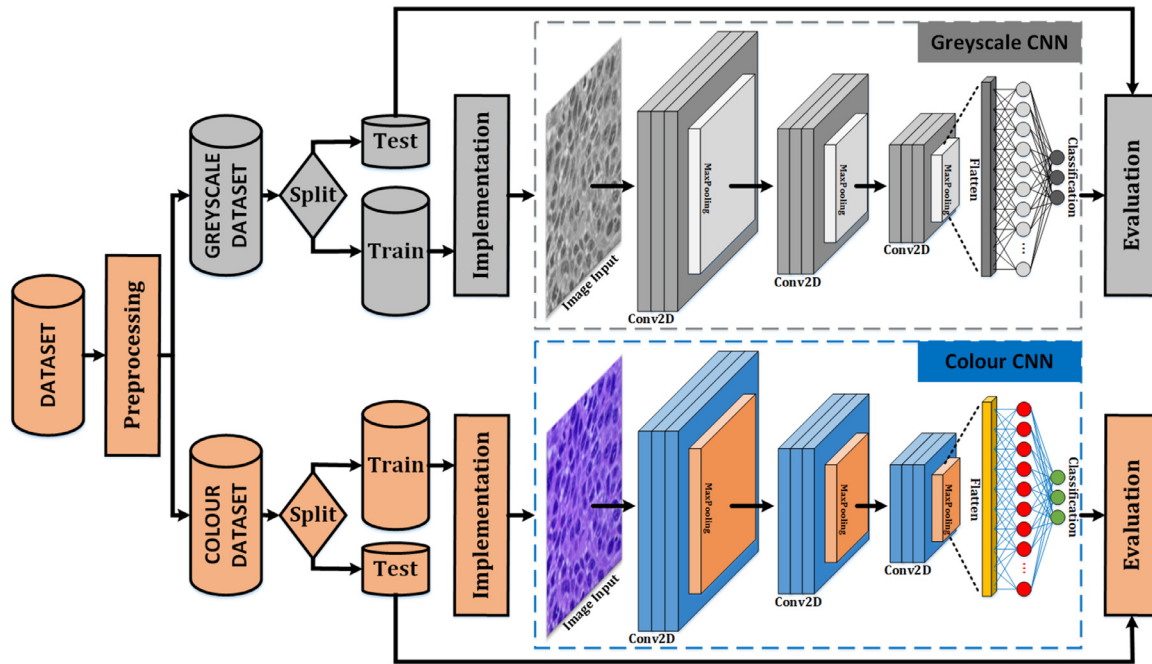 DATASET
Preprocessing
GREYSCALE
DATASET
Split
Test
Train
Implementation
Greyscale CNN
Image Input
Conv2D
MaxPooling
Conv2D
MaxPooling
Conv2D
MaxPooling
Flatten
...
Classification
Evaluation
COLOUR
DATASET
Split
Train
Test
Implementation
Colour CNN
Image Input
Conv2D
MaxPooling
Conv2D
MaxPooling
Conv2D
MaxPooling
Flatten
...
Classification
Evaluation